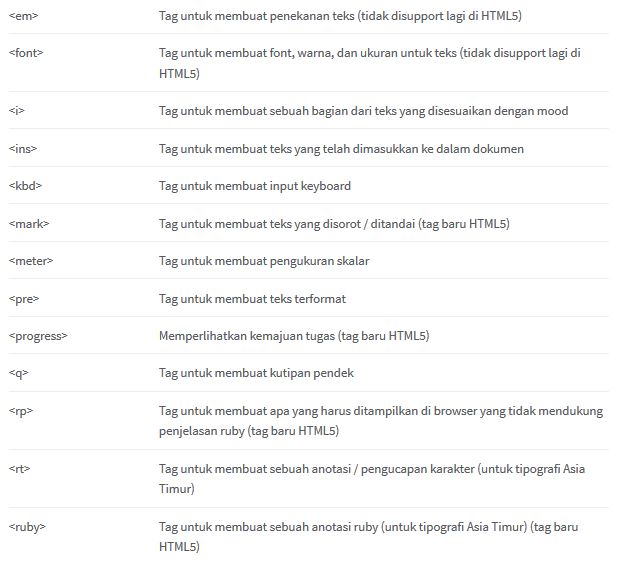 <em> Tag untuk membuat penekanan teks (tidak disupport lagi di HTML5)
<font> Tag untuk membuat font, warna, dan ukuran untuk teks (tidak disupport lagi di
HTML5)
<i> Tag untuk membuat sebuah bagian dari teks yang disesuaikan dengan mood
<ins> Tag untuk membuat teks yang telah dimasukkan ke dalam dokumen
<kbd> Tag untuk membuat input keyboard
<mark> Tag untuk membuat teks yang disorot / ditandai (tag baru HTML5)
<meter> Tag untuk membuat pengukuran skalar
<pre> Tag untuk membuat teks terformat
<progress> Memperlihatkan kemajuan tugas (tag baru HTML5)
<q> Tag untuk membuat kutipan pendek
<rp> Tag untuk membuat apa yang harus ditampilkan di browser yang tidak mendukung
penjelasan ruby (tag baru HTML5)
<rt> Tag untuk membuat sebuah anotasi / pengucapan karakter (untuk tipografi Asia
Timur)
<ruby> Tag untuk membuat sebuah anotasi ruby (untuk tipografi Asia Timur) (tag baru
HTML5)